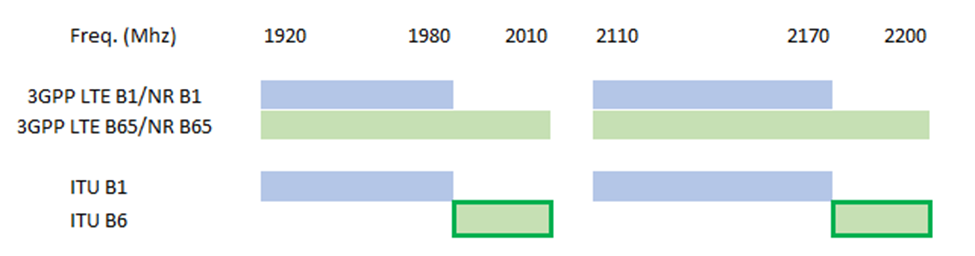 Freq. (Mhz) 1920 1980 2010 2110 2170 2200
3GPP LTE B1/NR B1
3GPP LTE B65/NR B65
ITU B1
ITU B6